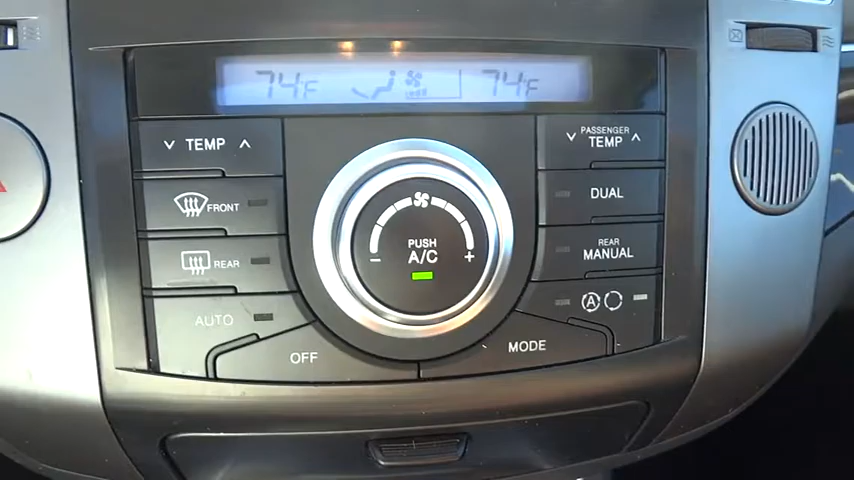 74F 74F
TEMP
PASSENGER
TEMP
FRONT
DUAL
PUSH
A/C
- +
REAR
REAR
MANUAL
AUTO
A
OFF
MODE